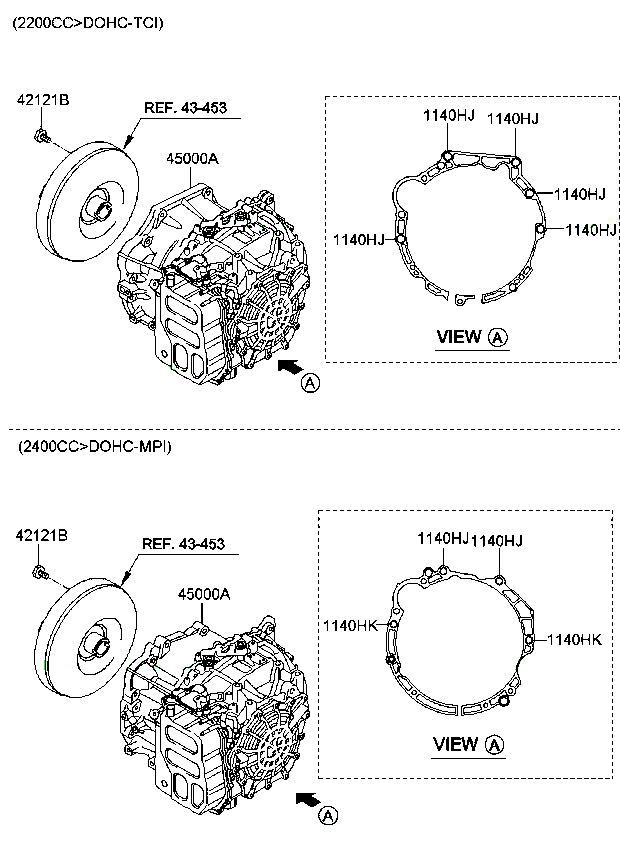 (2200CC>DOHC-TCI)
42121B
REF. 43-453
45000A
1140HJ
1140HJ
1140HJ
1140HJ
1140HJ
VIEW A
A
(2400CC>DOHC-MPI)
42121B
REF. 43-453
45000A
1140HJ
1140HJ
1140HK
1140HK
VIEW A
A